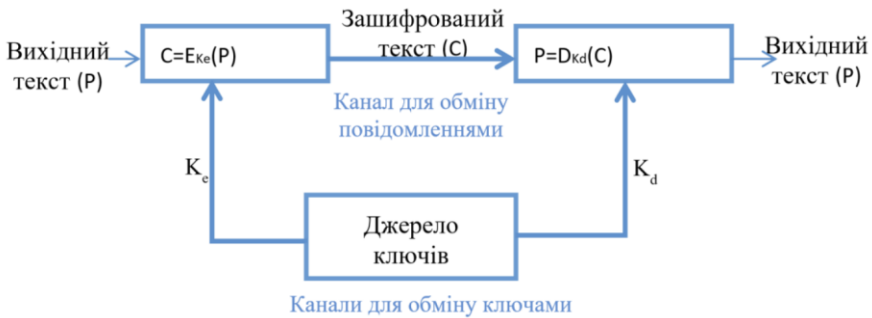 Вихідний
текст (P)
C=EKe(P)
Зашифрований
текст (C)
P=DKd(C)
Вихідний
текст (P)
Канал для обміну
повідомленнями
Ke
Kd
Джерело
ключів
Канали для обміну ключами